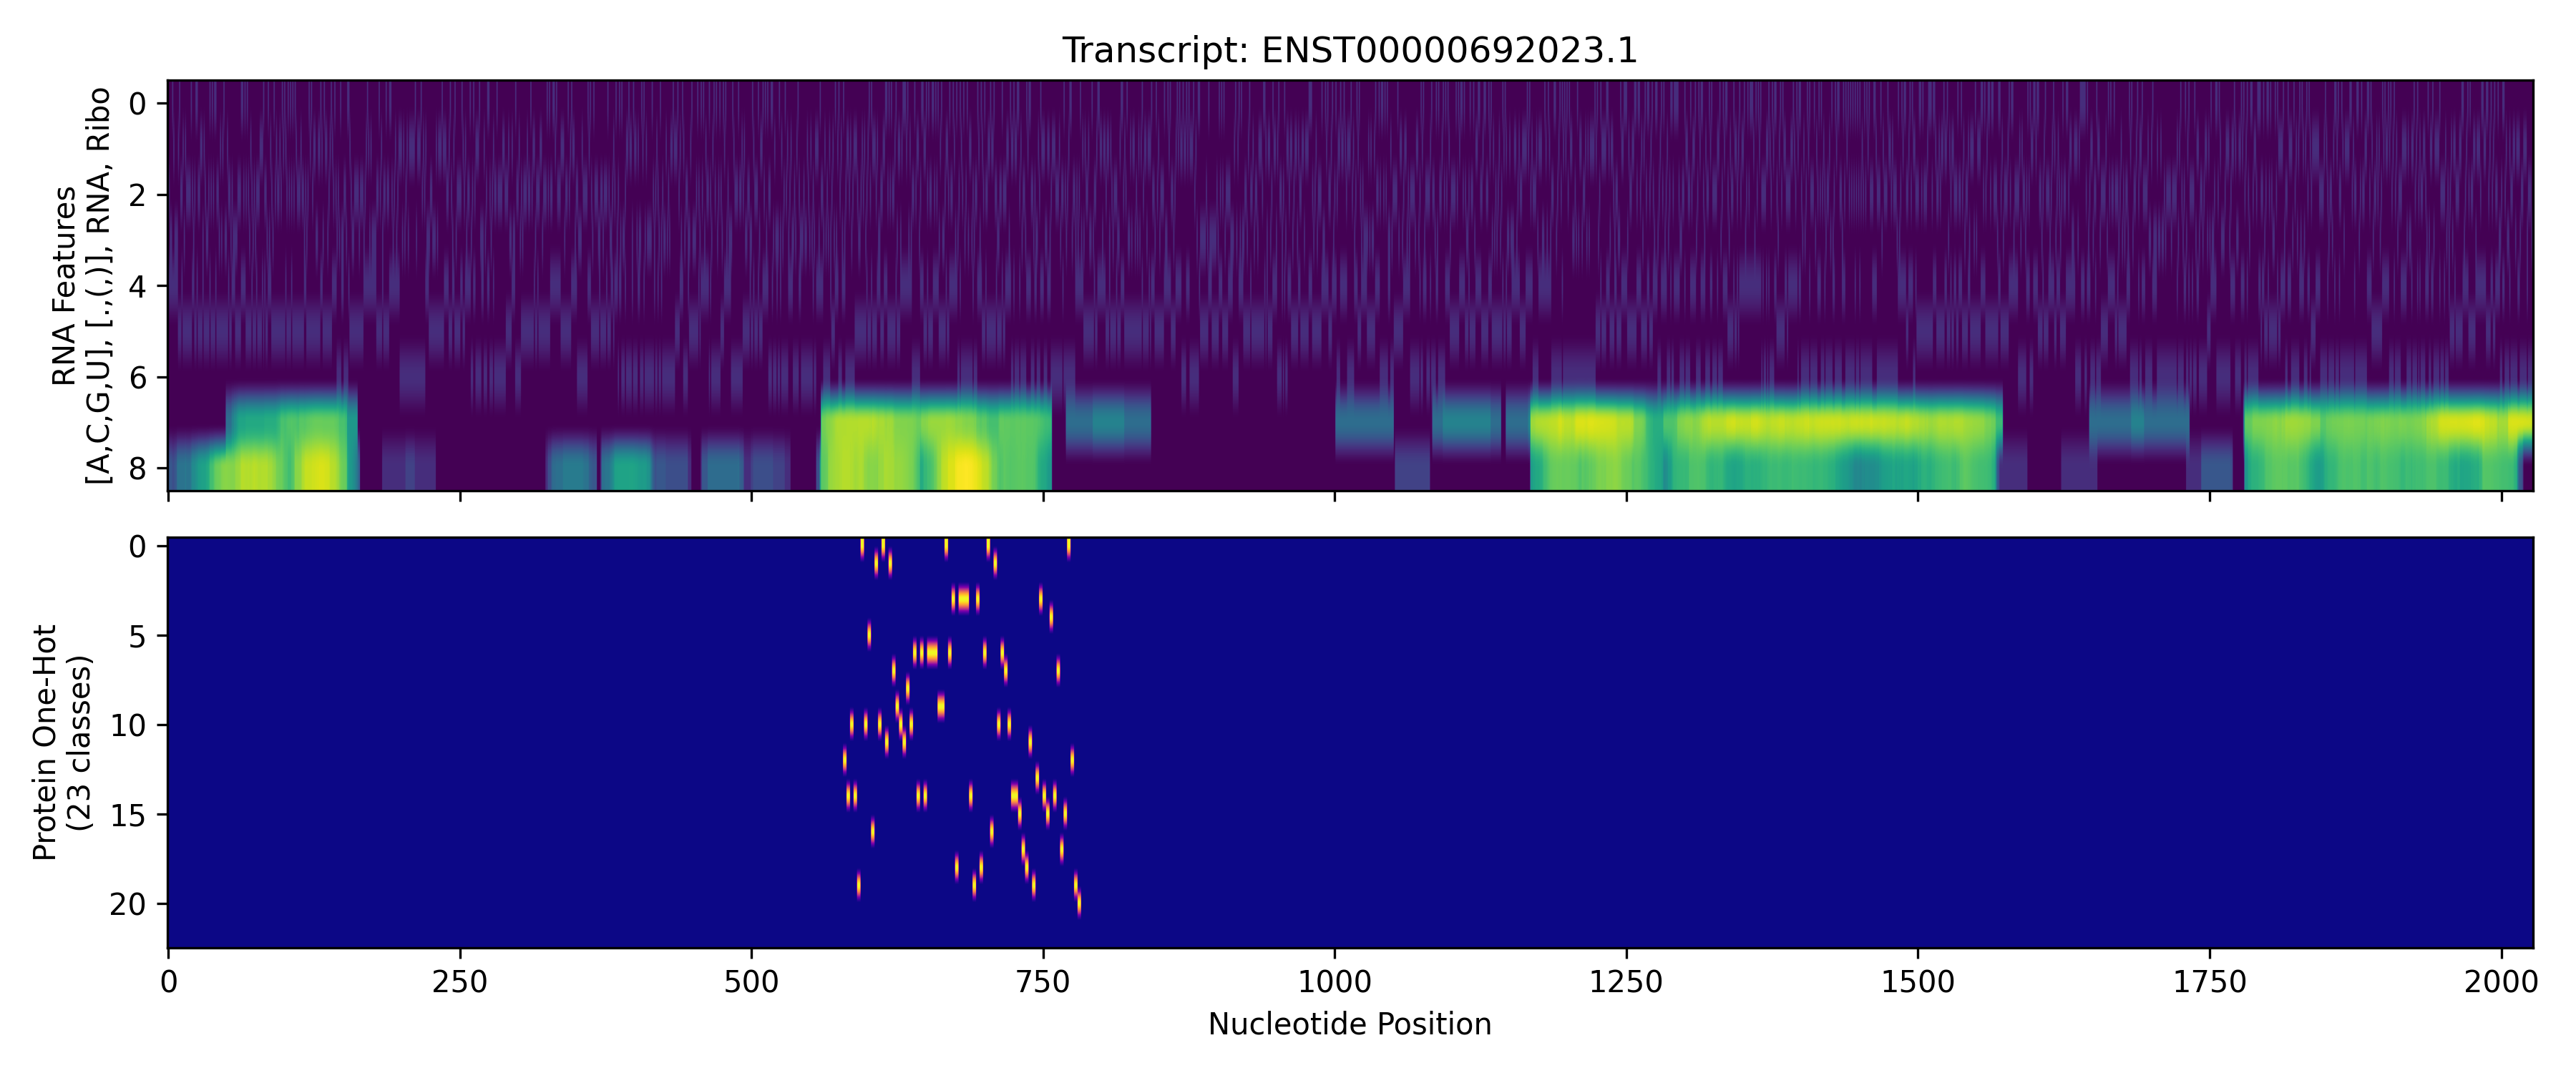 Transcript: ENST00000692023.1
RNA Features
[A,C,G,U], [.,(,)], RNA, Ribo
0
2
4
6
8
Protein One-Hot
(23 classes)
0
5
10
15
20
0 250 500 750 1000 1250 1500 1750 2000
Nucleotide Position